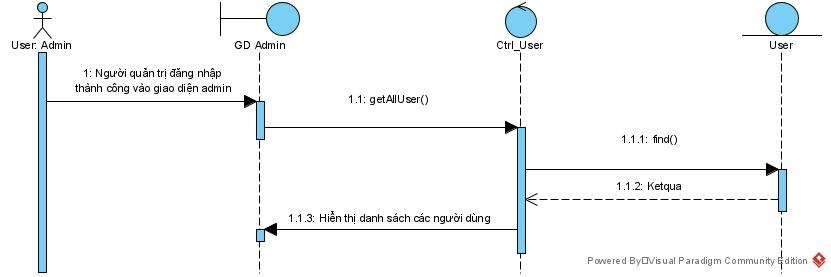 User: Admin
GD Admin
Ctrl_User
User
1: Người quản trị đăng nhập
thành công vào giao diện admin
1.1: getAllUser()
1.1.1: find()
1.1.2: Ketqua
1.1.3: Hiển thị danh sách các người dùng
Powered By□Visual Paradigm Community Edition